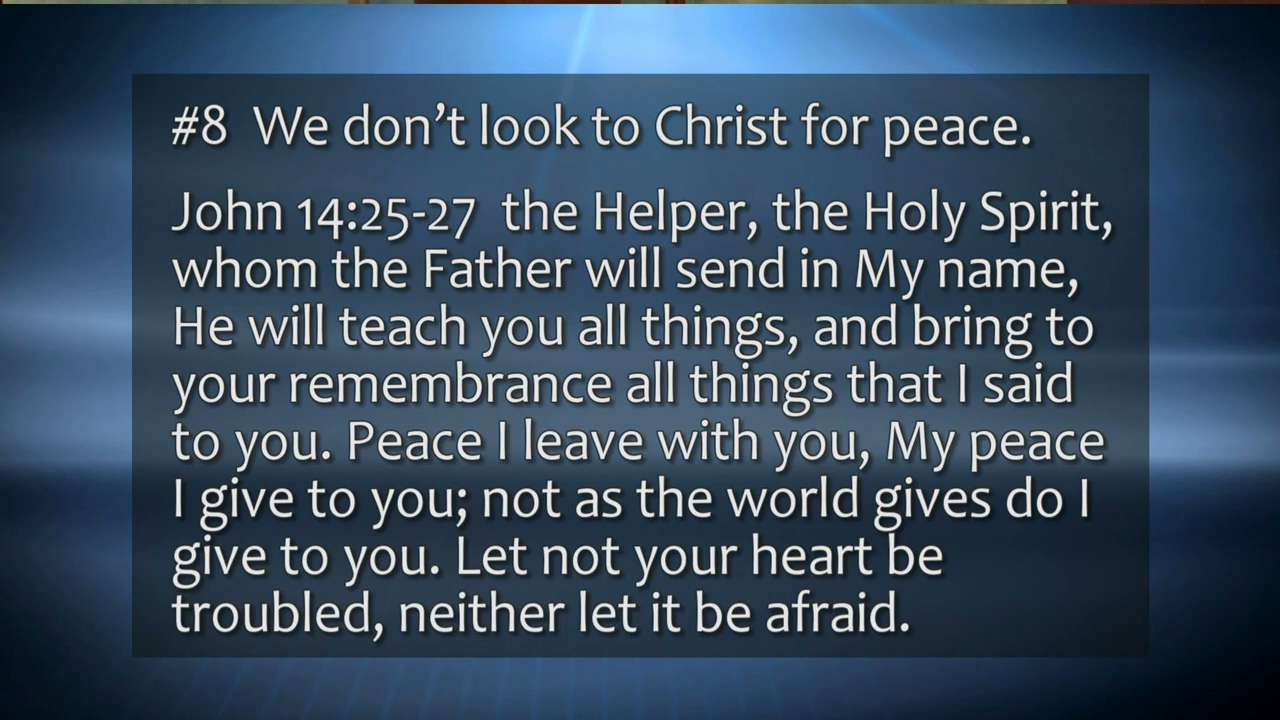 #8 We don't look to Christ for peace.
John 14:25-27 the Helper, the Holy Spirit,
whom the Father will send in My name,
He will teach you all things, and bring to
your remembrance all things that I said
to you. Peace I leave with you, My peace
I give to you; not as the world gives do I
give to you. Let not your heart be
troubled, neither let it be afraid.